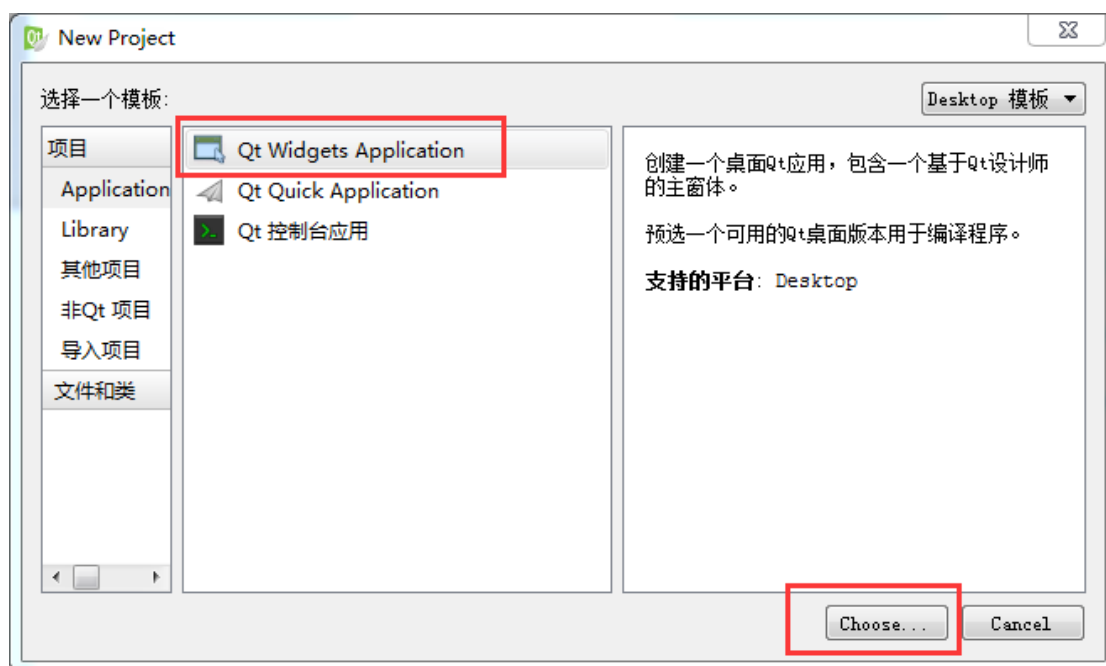 New Project
选择一个模板:
Desktop 模板
项目
Application
Library
其他项目
非Qt 项目
导入项目
文件和类
Qt Widgets Application
Qt Quick Application
Qt 控制台应用
创建一个桌面Qt应用，包含一个基于Qt设计师
的主窗体。
预选一个可用的Qt桌面版本用于编译程序。
支持的平台: Desktop
Choose...
Cancel